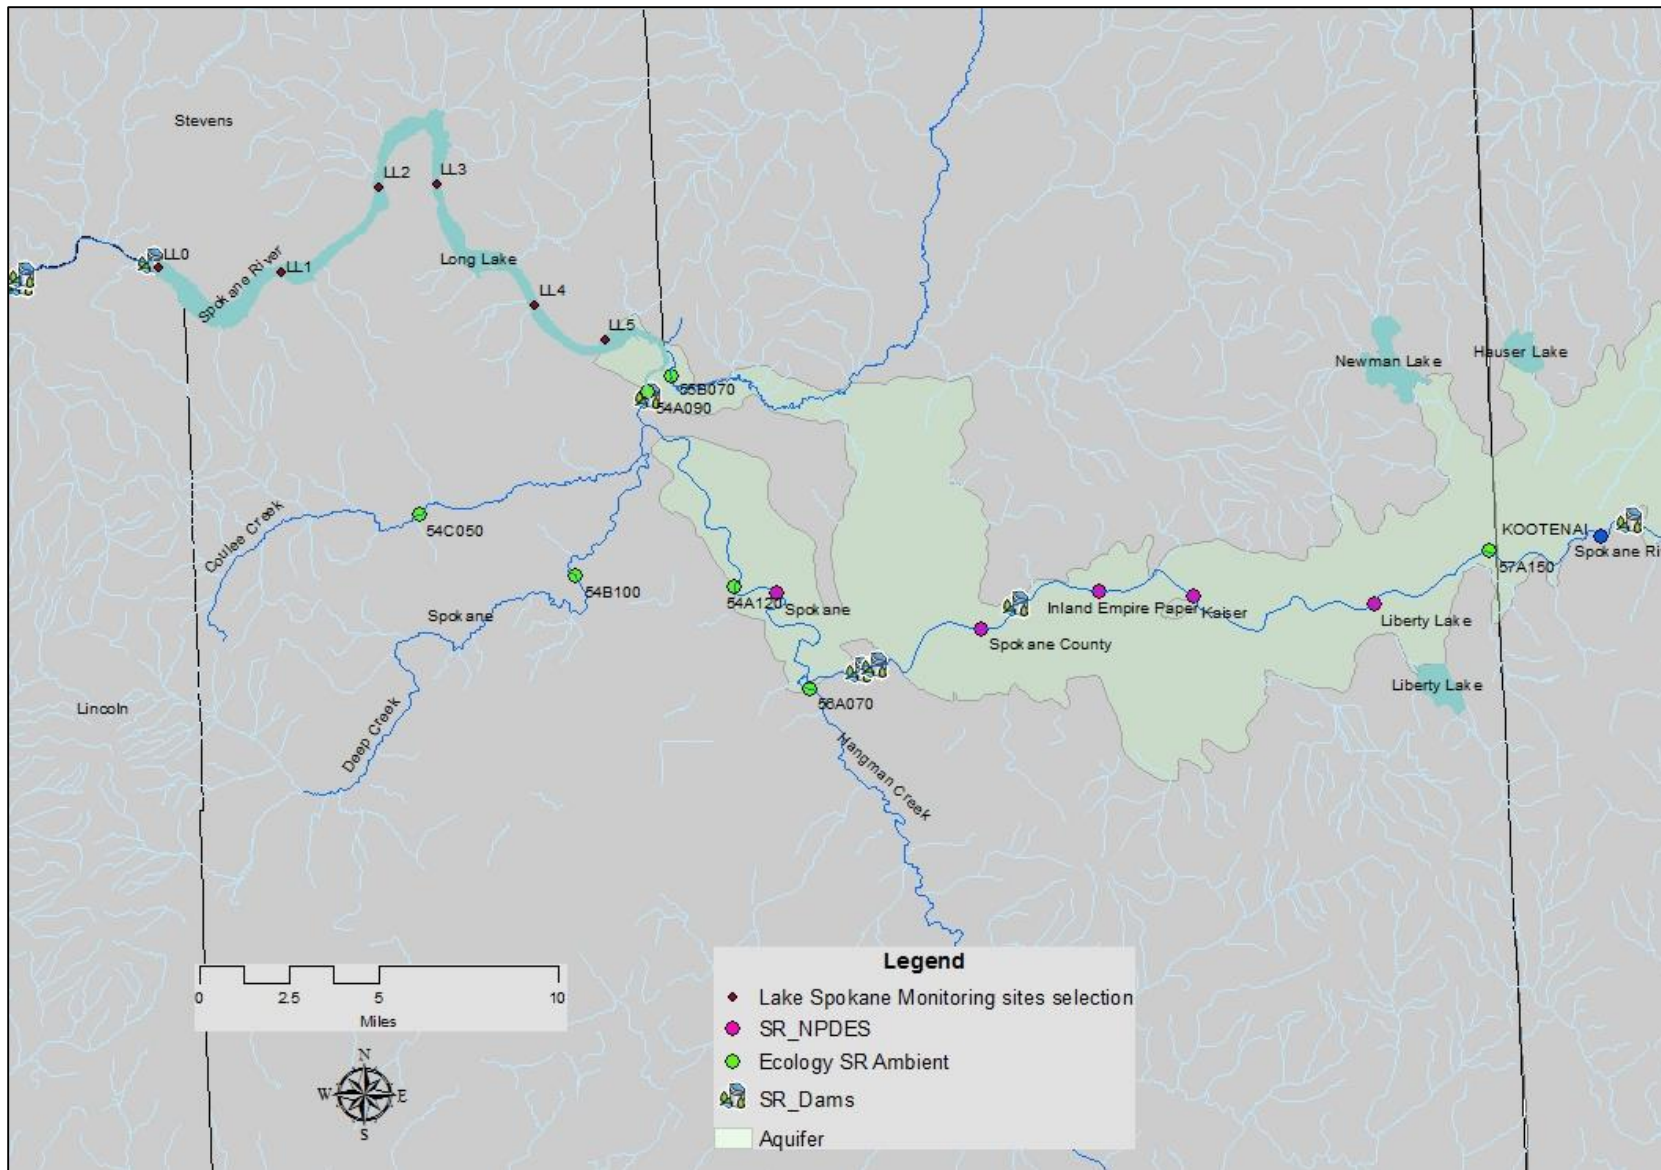 Stevens
LL2
LL3
LL0
Spokane River
LL1
Long Lake
LL4
LL5
Newman Lake
Hauser Lake
55B070
54A090
Coulee Creek
54C050
KOOTENAI
Spokane Ri
57A150
54B100
Spokane
54A120
Spokane
Inland Empire Paper
Kaiser
Liberty Lake
Spokane County
Liberty Lake
Lincoln
Deep Creek
56A070
Hangman Creek
0 2.5 5 10
Miles
N
W E
S
Legend
Lake Spokane Monitoring sites selection
SR_NPDES
Ecology SR Ambient
SR_Dams
Aquifer